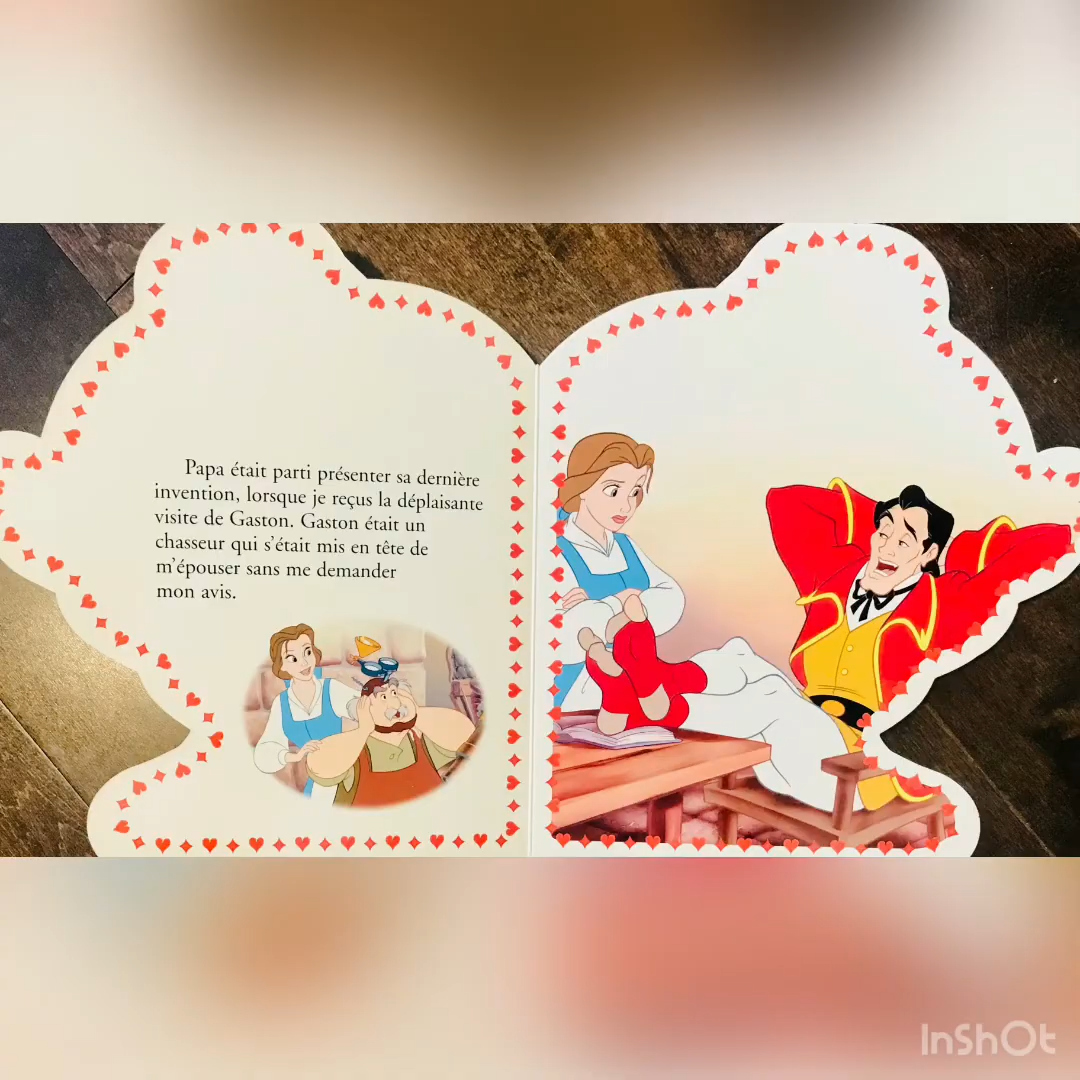 Papa était parti présenter sa dernière
invention, lorsque je reçus la déplaisante
visite de Gaston. Gaston était un
chasseur qui s'était mis en tête de
m'épouser sans me demander
mon avis.
InShOt